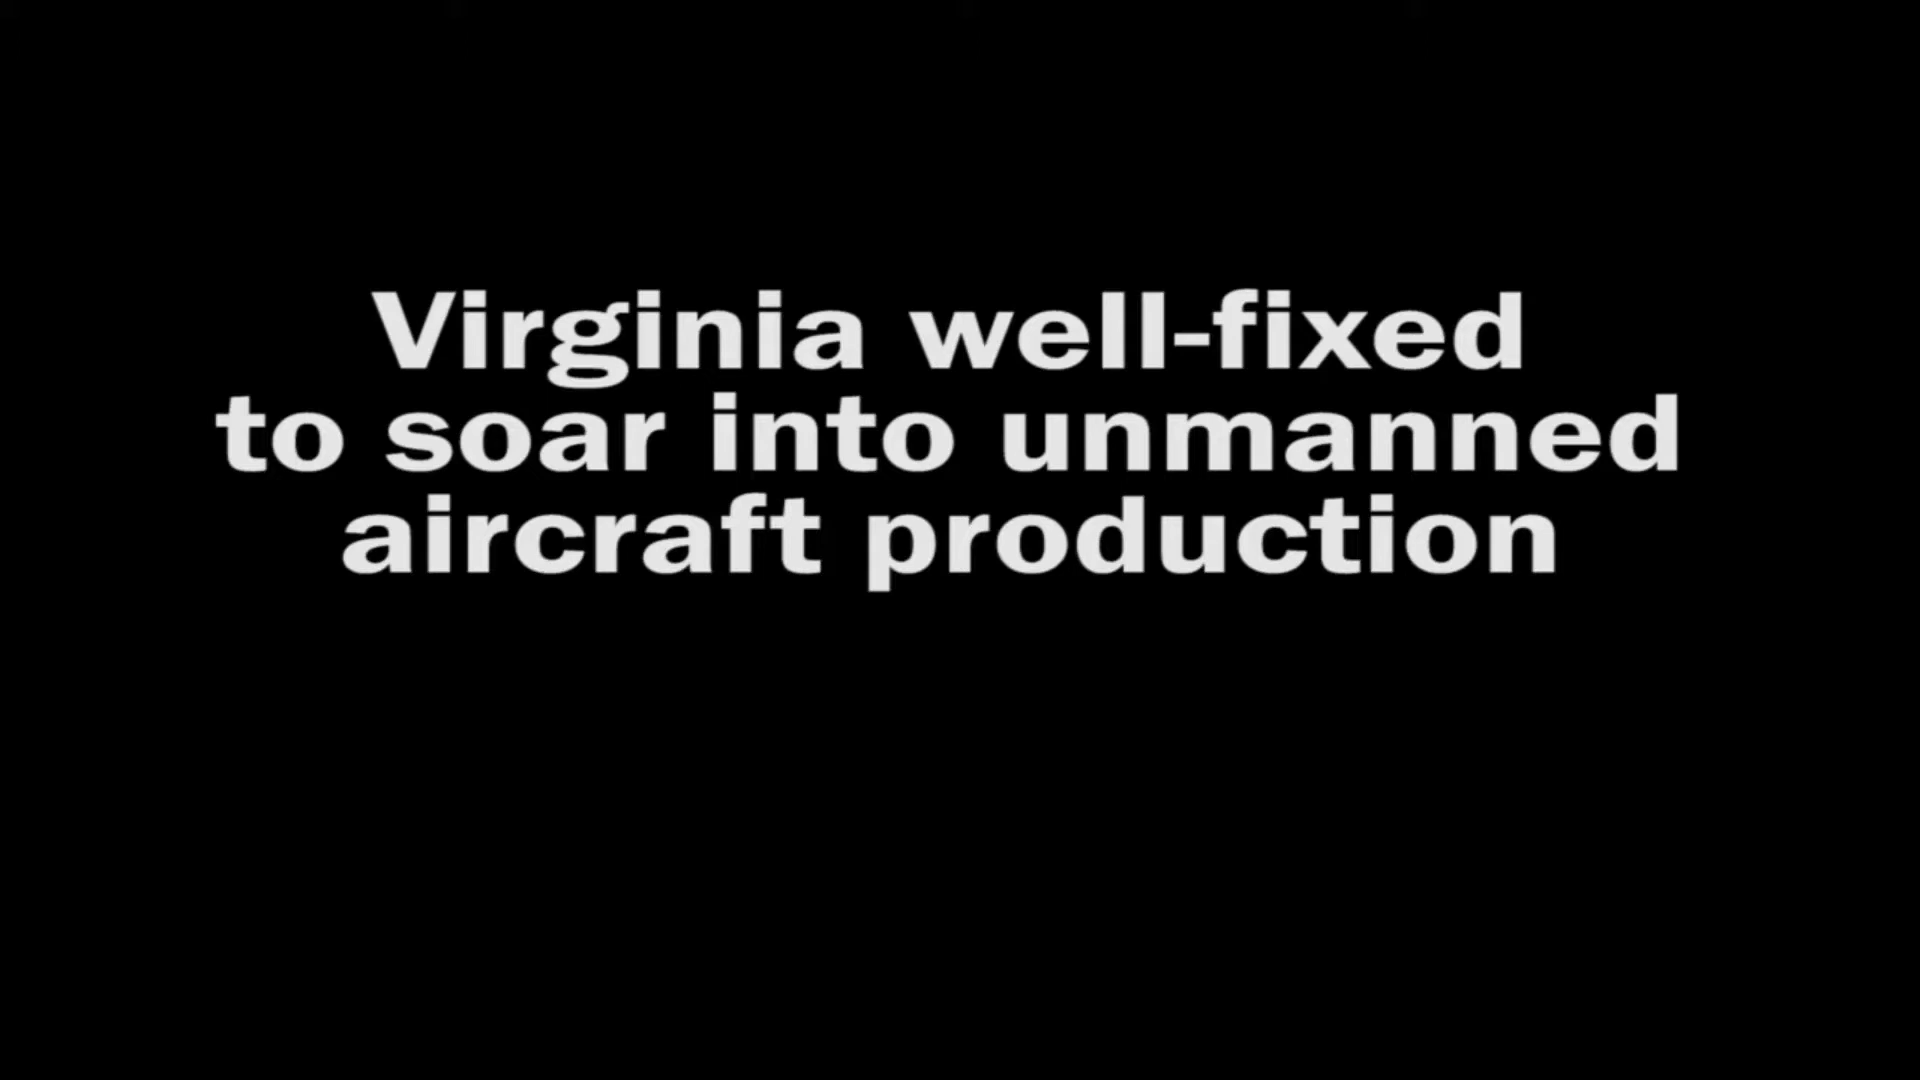 Virginia well-fixed
to soar into unmanned
aircraft production